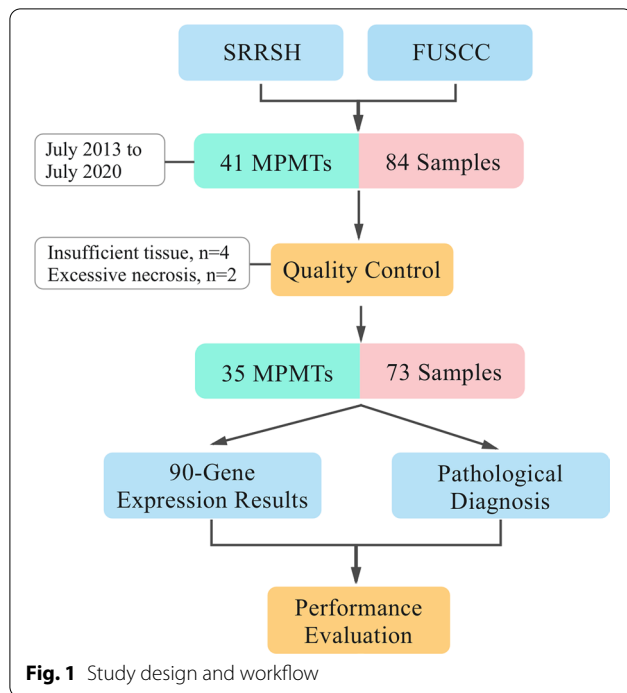 SRRSH
FUSCC
July 2013 to
July 2020
41 MPMTs
84 Samples
Insufficient tissue, n=4
Excessive necrosis, n=2
Quality Control
35 MPMTs
73 Samples
90-Gene
Expression Results
Pathological
Diagnosis
Performance
Evaluation
Fig. 1 Study design and workflow